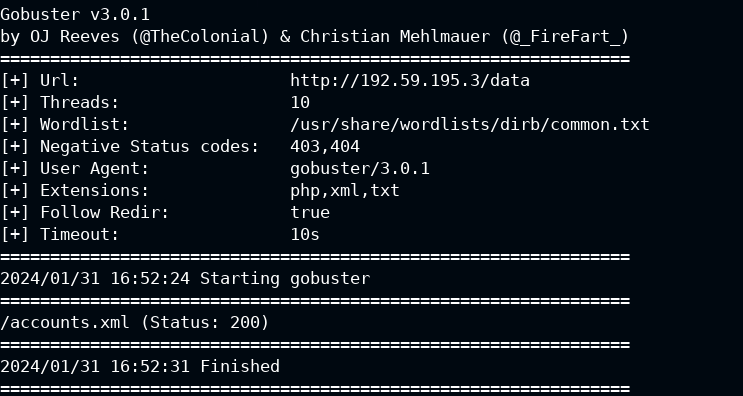 Gobuster v3.0.1
by OJ Reeves (@TheColonial) & Christian Mehlmauer (@_FireFart_)
===============================================================
[+] Url:                     http://192.59.195.3/data
[+] Threads:                 10
[+] Wordlist:                /usr/share/wordlists/dirb/common.txt
[+] Negative Status codes:   403,404
[+] User Agent:              gobuster/3.0.1
[+] Extensions:              php,xml,txt
[+] Follow Redir:            true
[+] Timeout:                 10s
===============================================================
2024/01/31 16:52:24 Starting gobuster
===============================================================
/accounts.xml (Status: 200)
===============================================================
2024/01/31 16:52:31 Finished
===============================================================